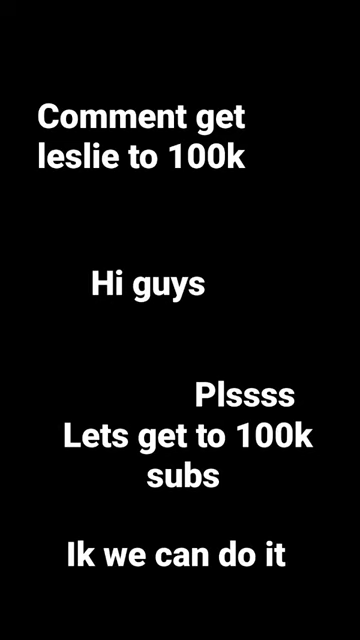 Comment get
leslie to 100k
Hi guys
Plssss
Lets get to 100k
subs
Ik we can do it